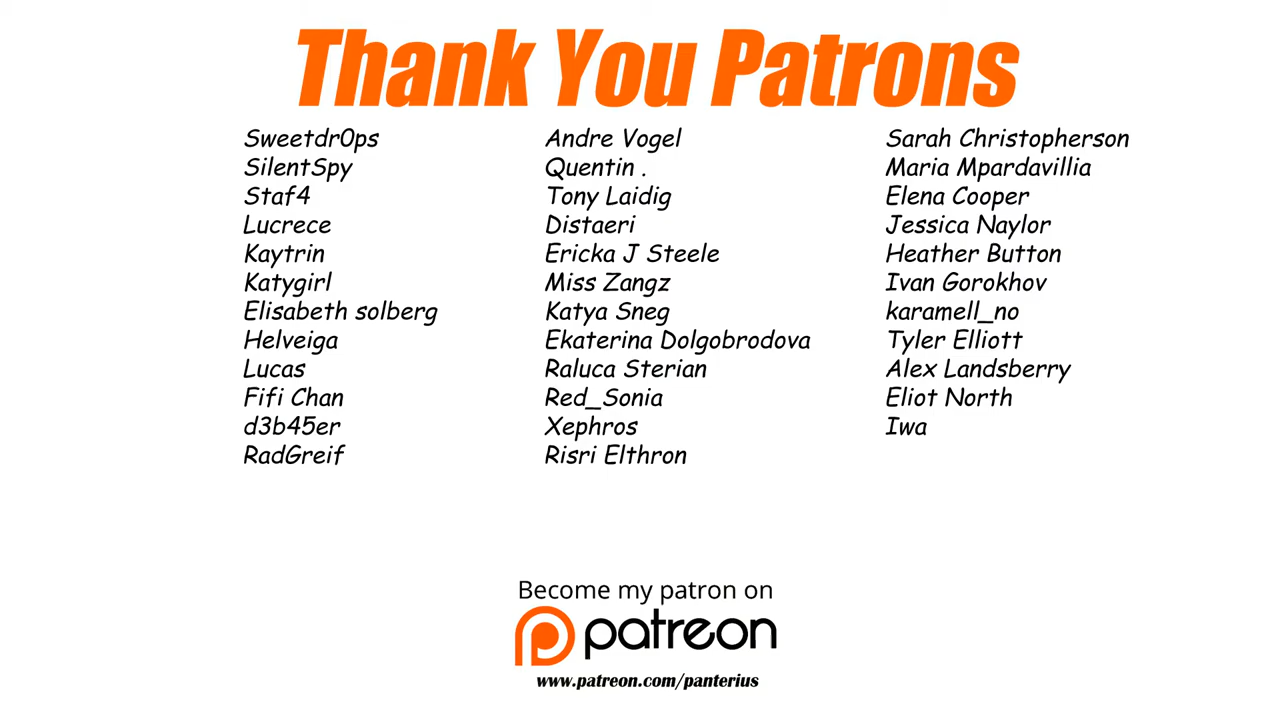 Thank You Patrons
Sweetdr0ps
SilentSpy
Staf4
Lucrece
Kaytrin
Katygirl
Elisabeth solberg
Helveiga
Lucas
Fifi Chan
d3b45er
RadGreif
Andre Vogel
Quentin .
Tony Laidig
Distaeri
Ericka J Steele
Miss Zangz
Katya Sneg
Ekaterina Dolgobrodova
Raluca Sterian
Red_Sonia
Xephros
Risri Elthron
Sarah Christopherson
Maria Mpardavillia
Elena Cooper
Jessica Naylor
Heather Button
Ivan Gorokhov
karamell_no
Tyler Elliott
Alex Landsberry
Eliot North
Iwa
Become my patron on
patreon
www.patreon.com/panterius